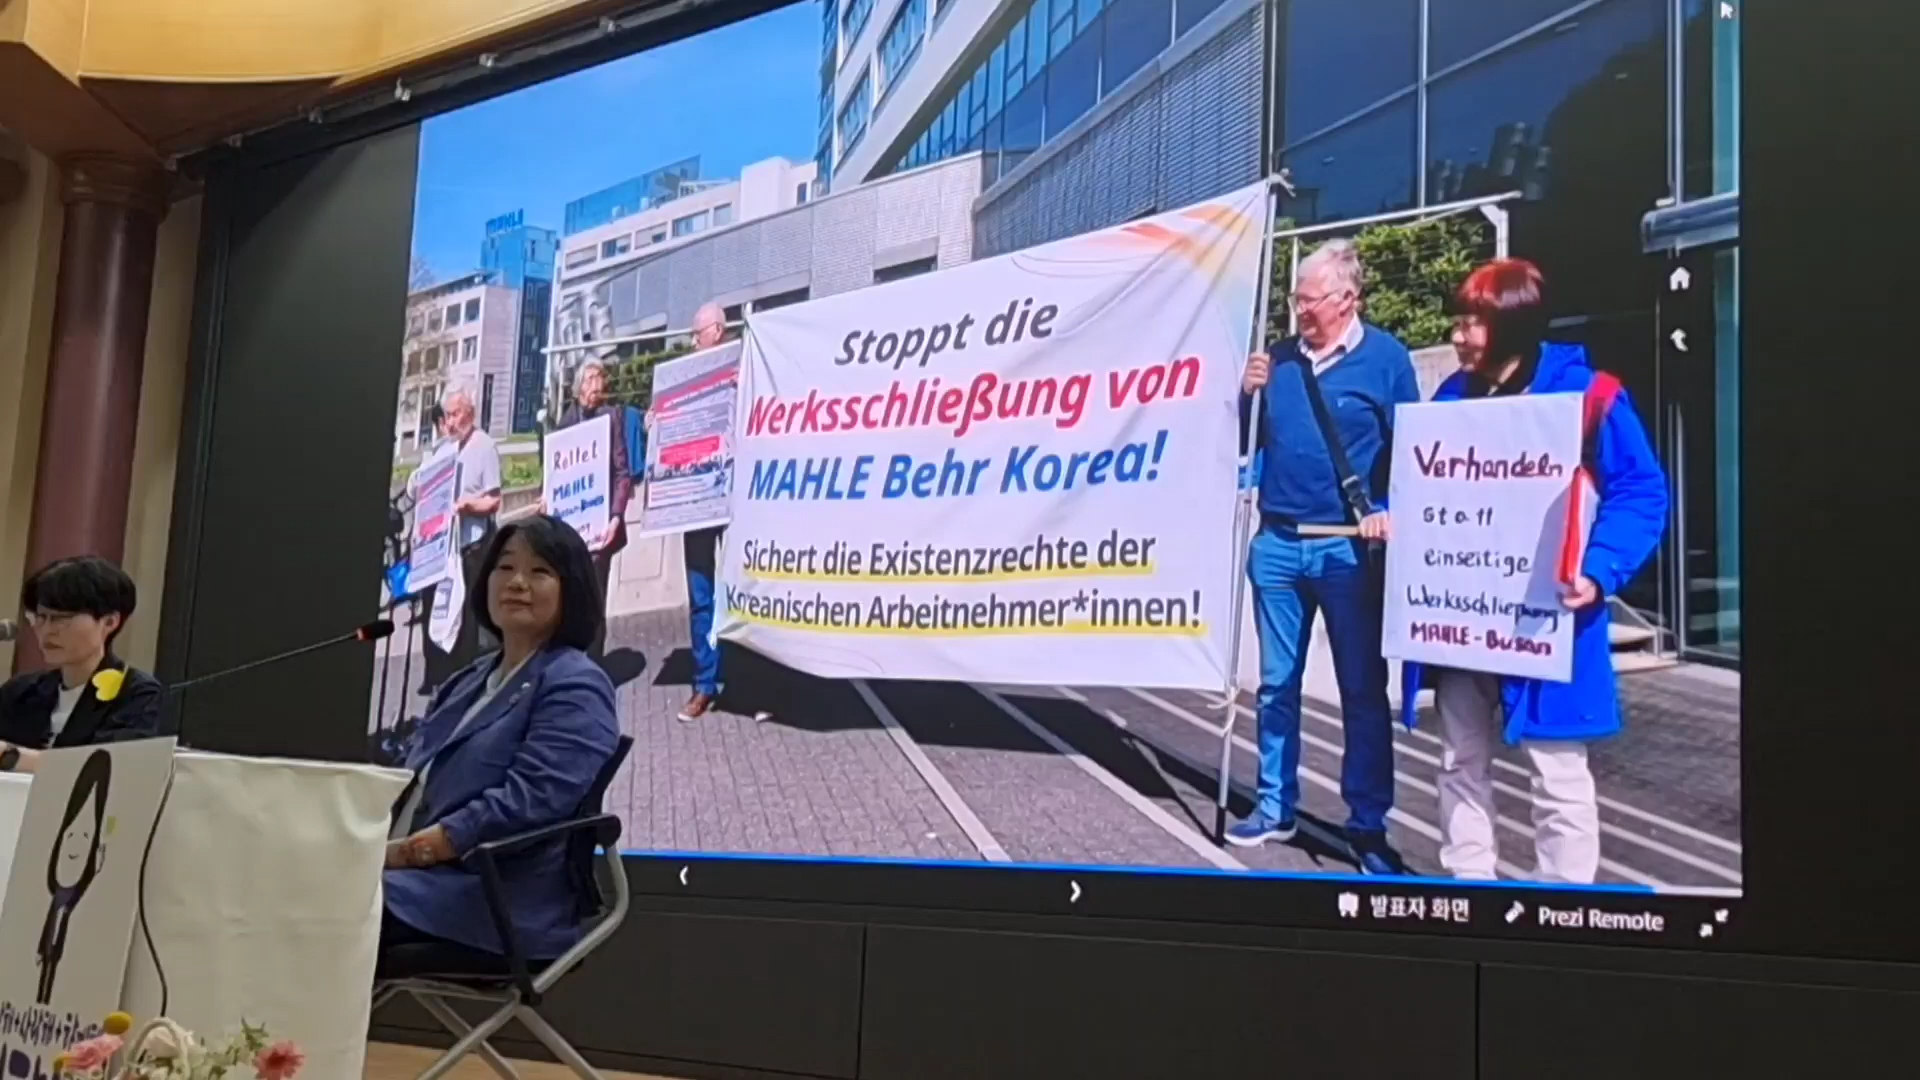 MAHLE
Stoppt die
Werksschließung von
MAHLE Behr Korea!
Sichert die Existenzrechte der
Koreanischen Arbeitnehmer*innen!
Rettet
MAHLE
Verhandeln
statt
einseitige
Werksschließung
MAHLE-Busan
발표자 화면
Prezi Remote